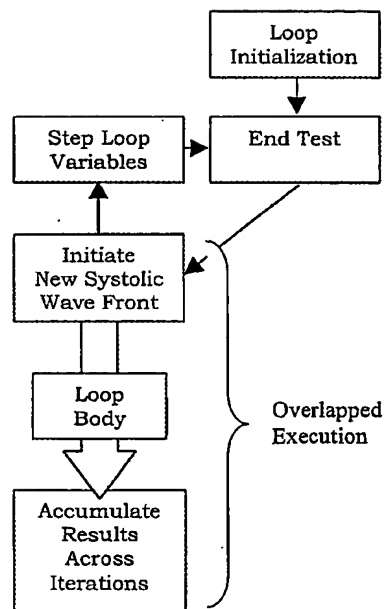 Loop
Initialization
Step Loop
Variables
End Test
Initiate
New Systolic
Wave Front
Loop
Body
Overlapped
Execution
Accumulate
Results
Across
Iterations